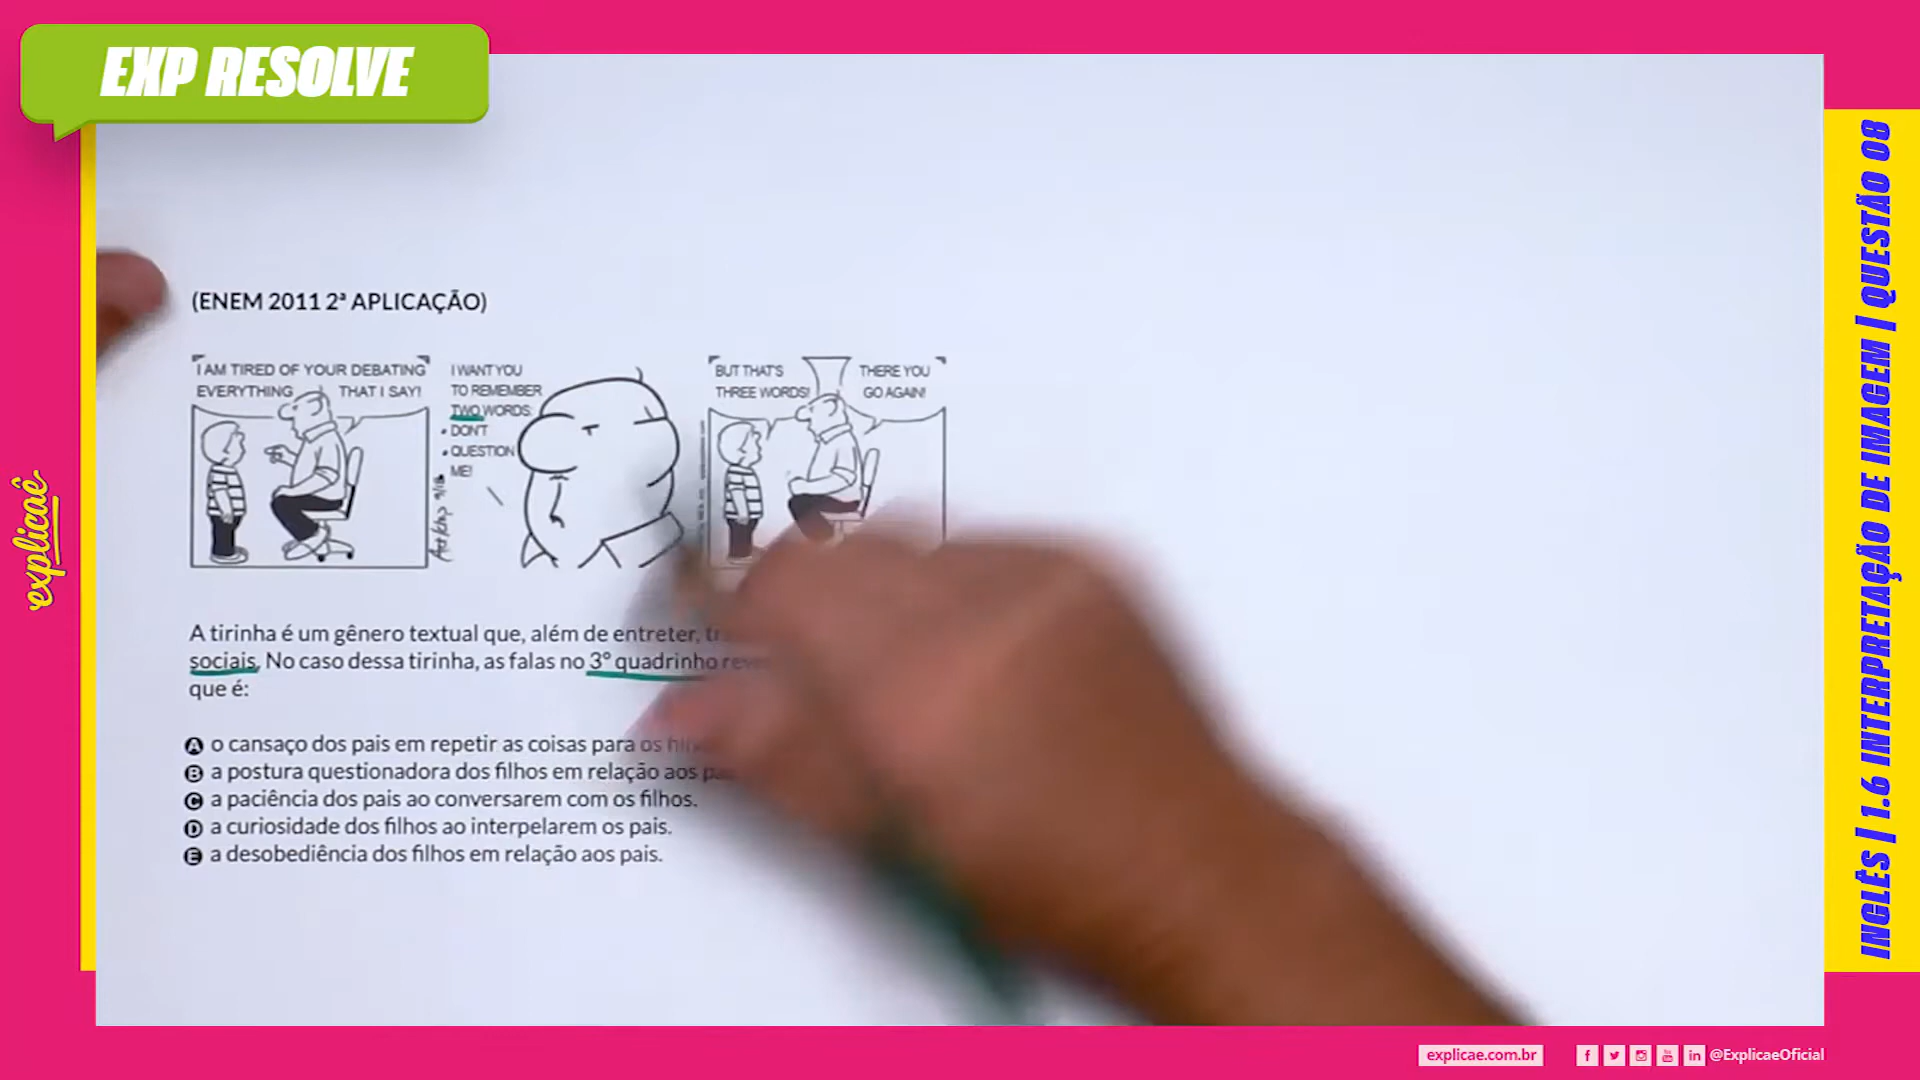 EXP RESOLVE
(ENEM 2011 2ª APLICAÇÃO)
I AM TIRED OF YOUR DEBATING
EVERYTHING THAT I SAY!
I WANT YOU
TO REMEMBER
TWO WORDS:
• DON'T
• QUESTION
ME!
BUT THAT'S
THREE WORDS!
THERE YOU
GO AGAIN!
A tirinha é um gênero textual que, além de entreter,
sociais. No caso dessa tirinha, as falas no 3º quadrinho
que é:
A o cansaço dos pais em repetir as coisas para os
B a postura questionadora dos filhos em relação aos
C a paciência dos pais ao conversarem com os filhos.
D a curiosidade dos filhos ao interpelarem os pais.
E a desobediência dos filhos em relação aos pais.
explicaê
INGLÊS | 1.6 INTERPRETAÇÃO DE IMAGEM | QUESTÃO 08
explicae.com.br
@ExplicaeOficial